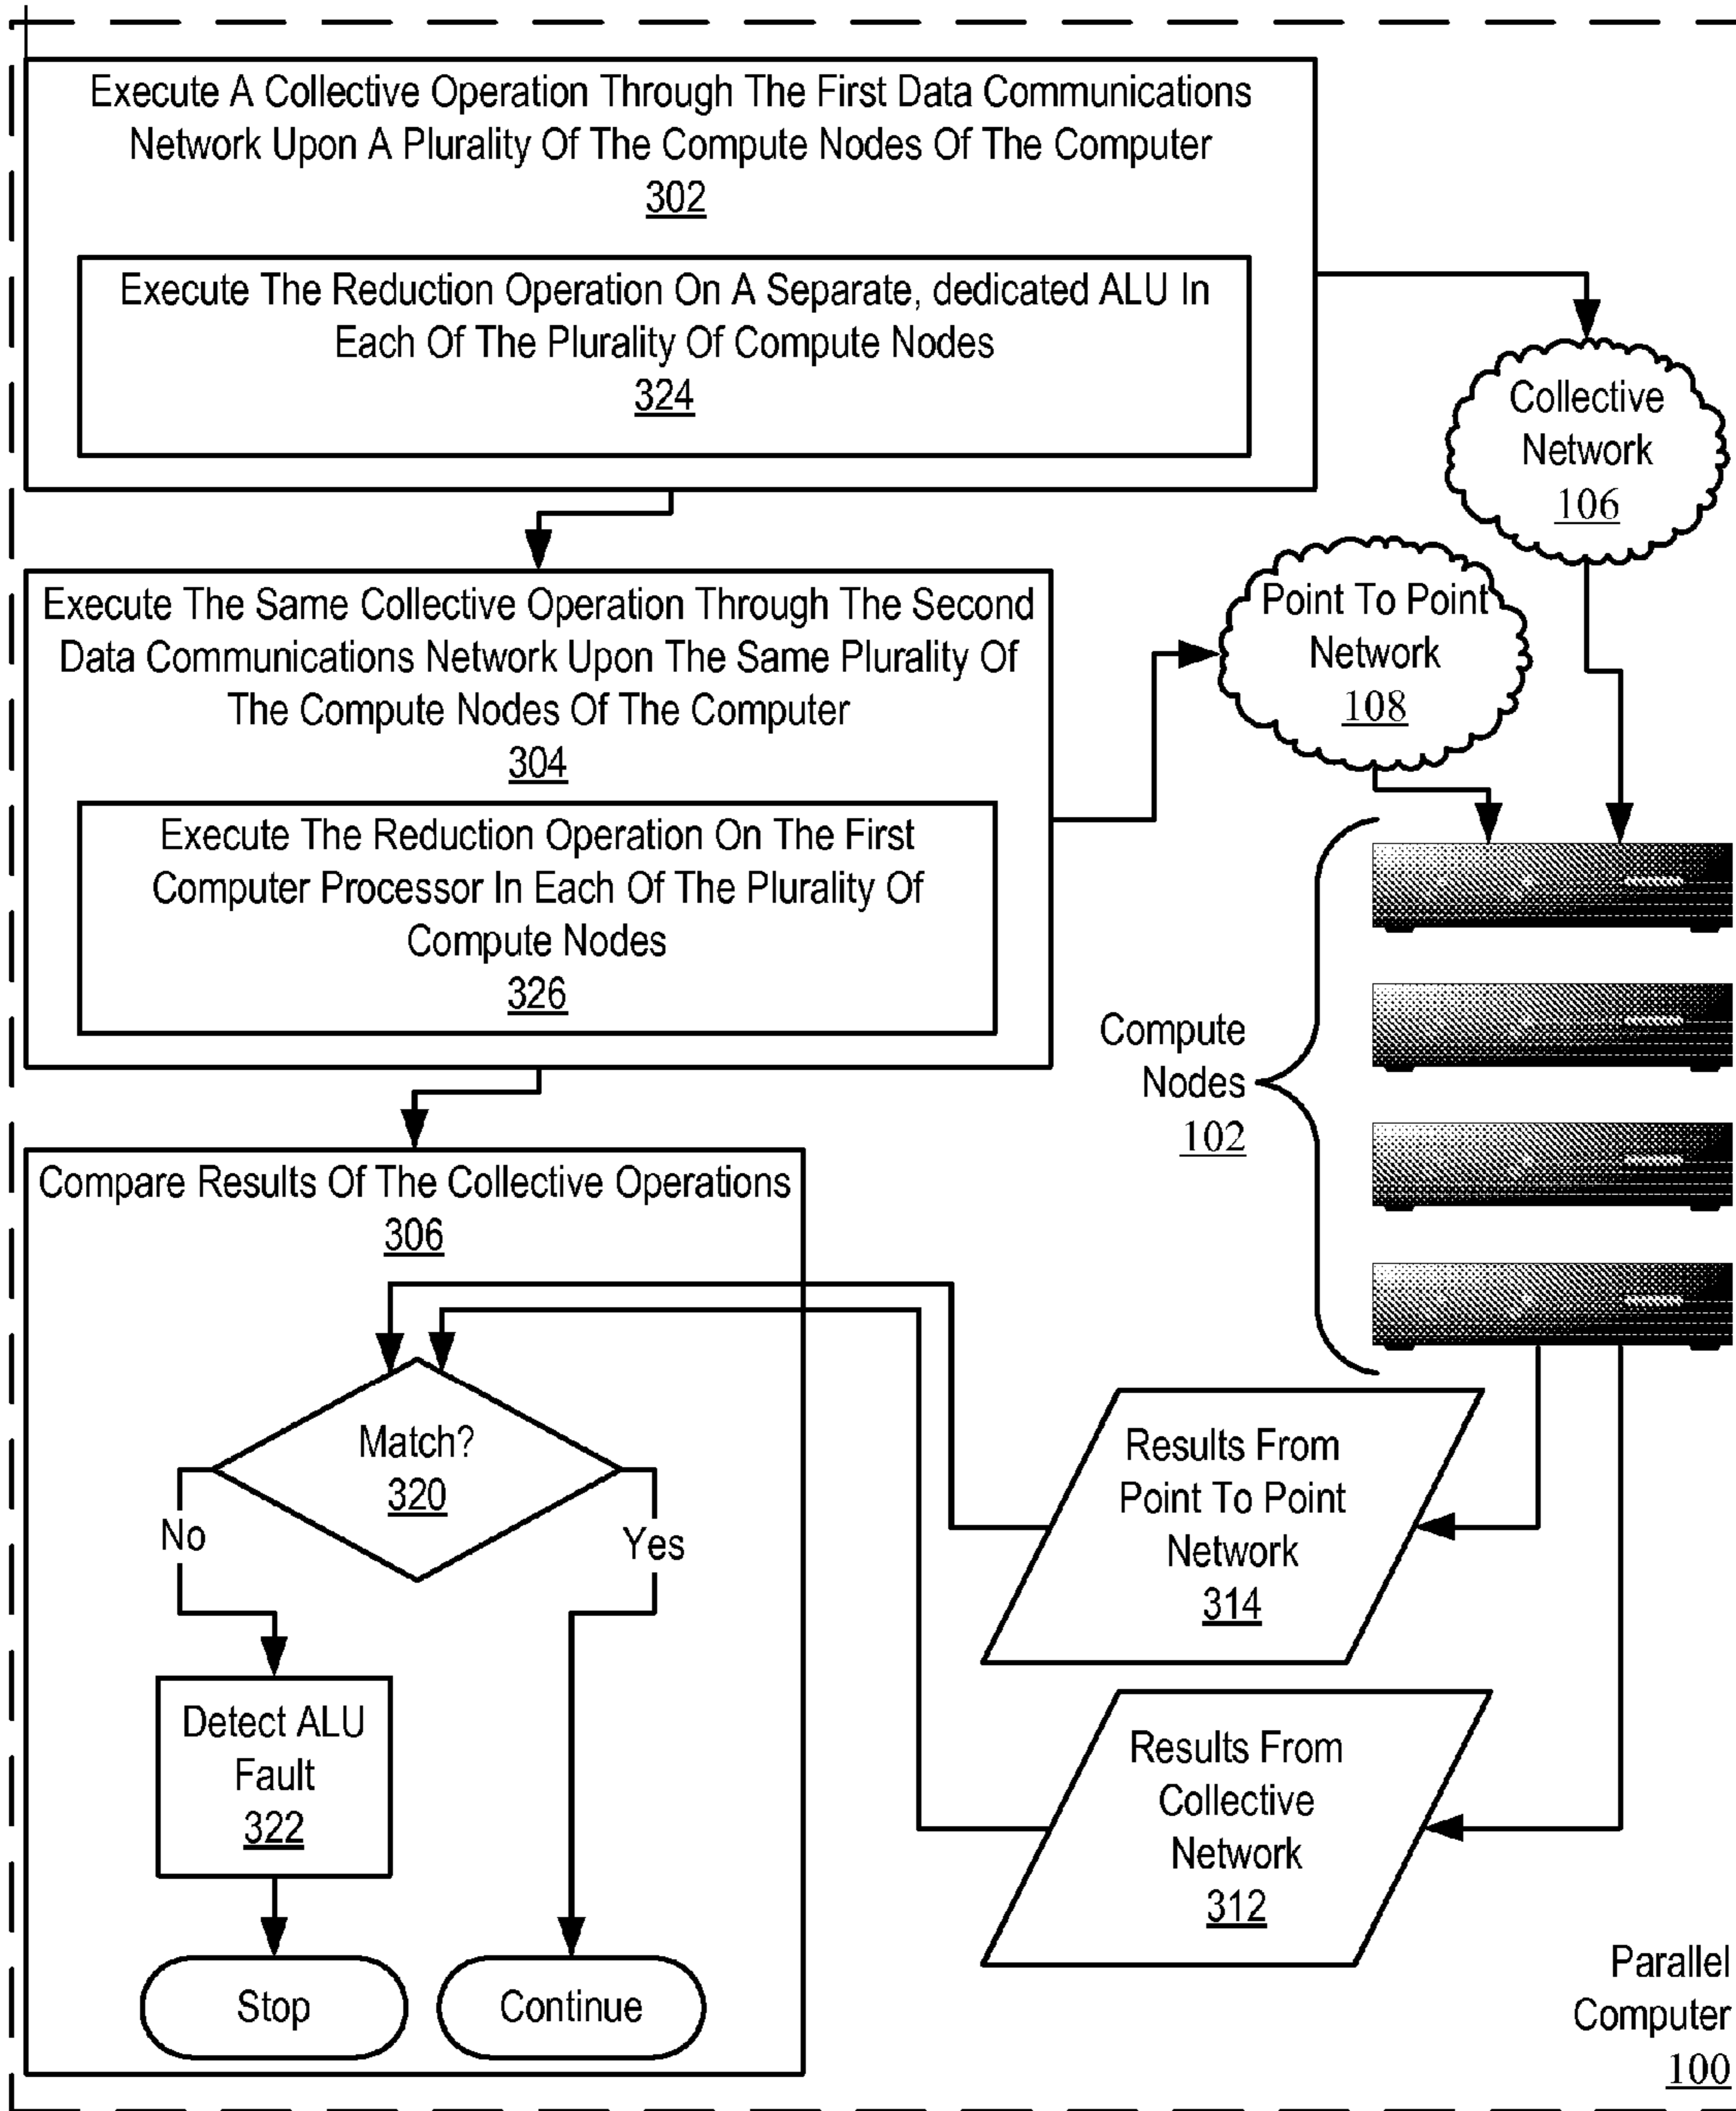 Execute A Collective Operation Through The First Data Communications
Network Upon A Plurality Of The Compute Nodes Of The Computer
302
Execute The Reduction Operation On A Separate, dedicated ALU In
Each Of The Plurality Of Compute Nodes
324
Collective
Network
106
Execute The Same Collective Operation Through The Second
Data Communications Network Upon The Same Plurality Of
The Compute Nodes Of The Computer
304
Execute The Reduction Operation On The First
Computer Processor In Each Of The Plurality Of
Compute Nodes
326
Point To Point
Network
108
Compute
Nodes
102
Compare Results Of The Collective Operations
306
Match?
320
No
Yes
Detect ALU
Fault
322
Stop
Continue
Results From
Point To Point
Network
314
Results From
Collective
Network
312
Parallel
Computer
100